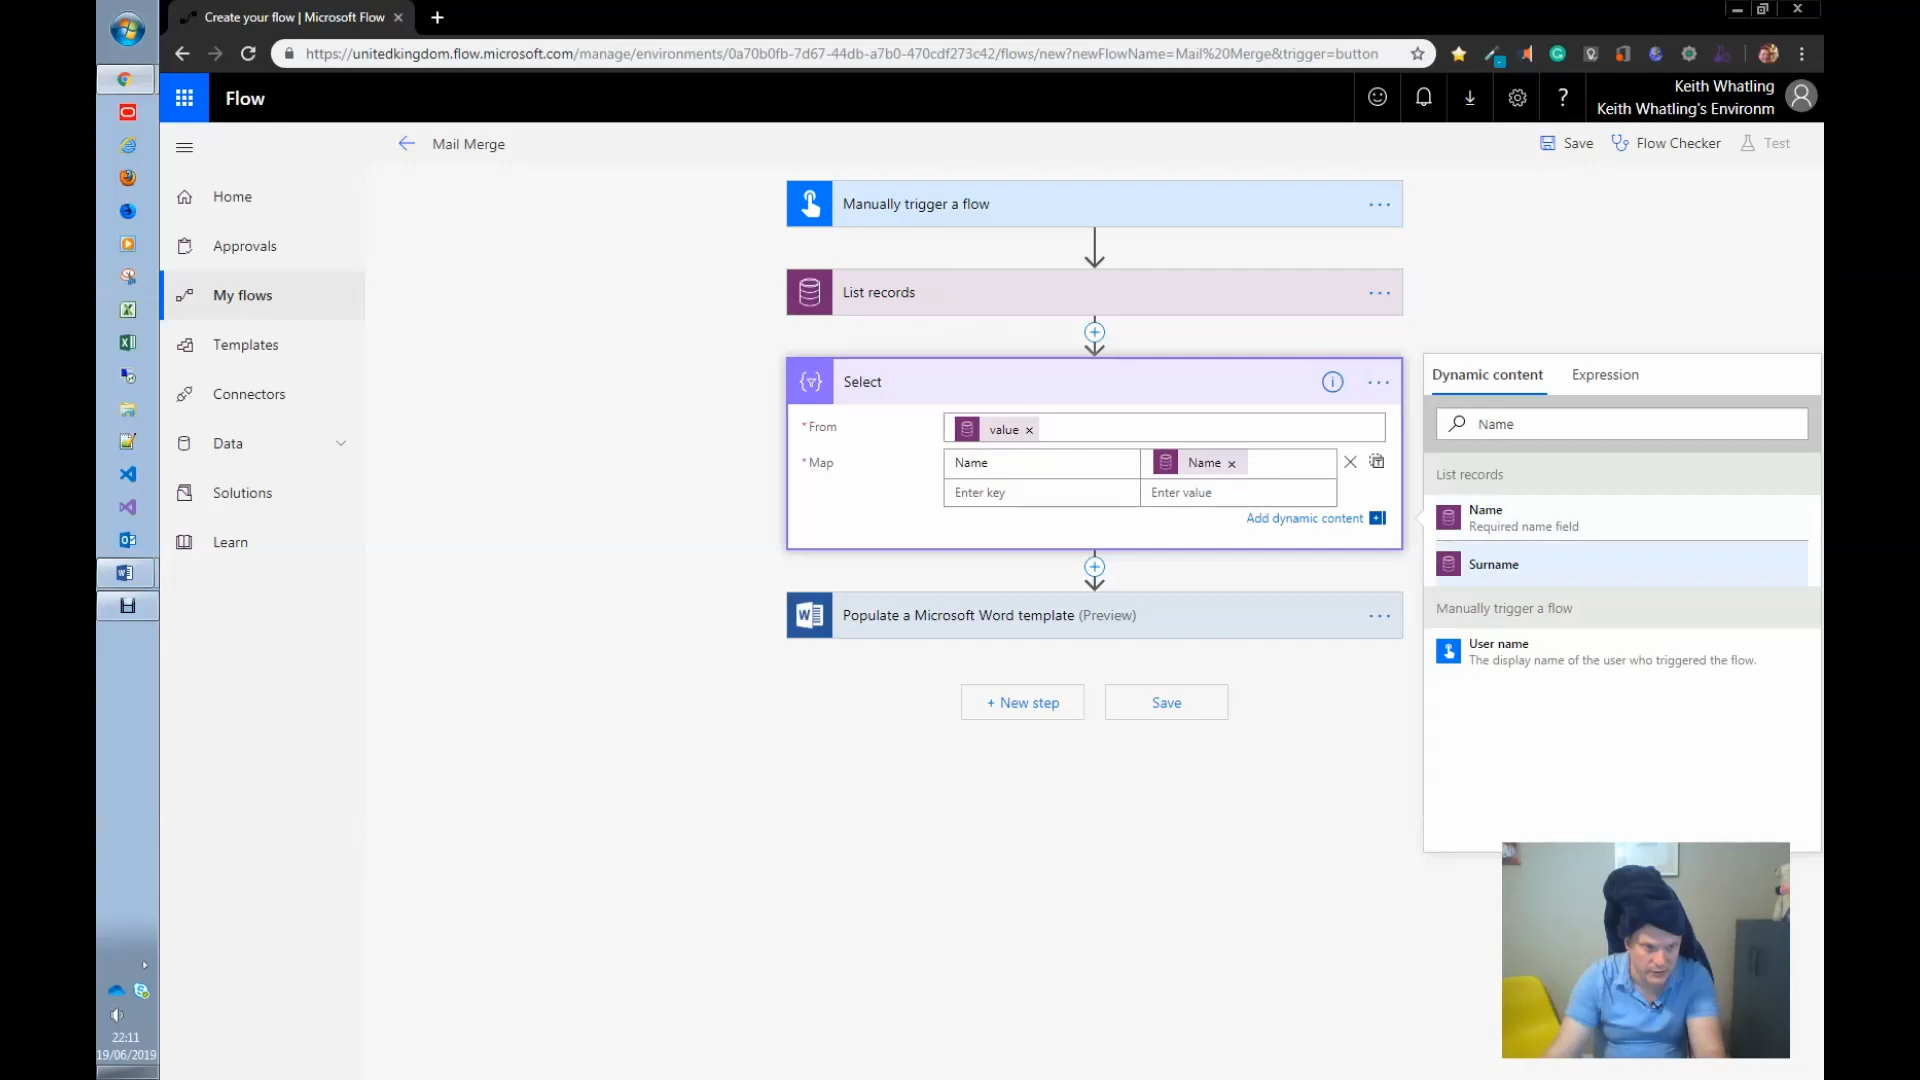 Create your flow | Microsoft Flow
https://unitedkingdom.flow.microsoft.com/manage/environments/0a70b0fb-7d67-44db-a7b0-470cdf273c42/flows/new?newFlowName=Mail%20Merge&trigger=button
Flow
Keith Whatling
Keith Whatling's Environm
Mail Merge
Save
Flow Checker
Test
Home
Approvals
My flows
Templates
Connectors
Data
Solutions
Learn
Manually trigger a flow
List records
Select
* From
value
* Map
Name
Name
Enter key
Enter value
Add dynamic content
Populate a Microsoft Word template (Preview)
+ New step
Save
Dynamic content
Expression
Name
List records
Name
Required name field
Surname
Manually trigger a flow
User name
The display name of the user who triggered the flow.
22:11
19/06/2019